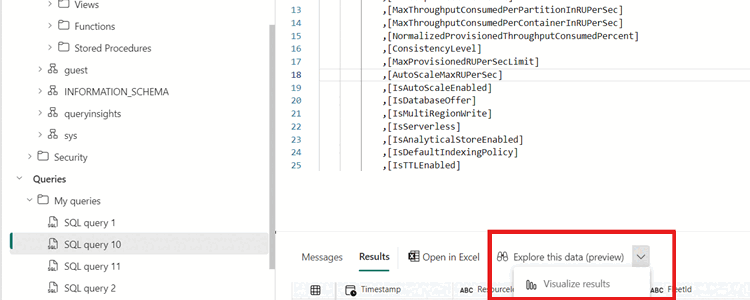 Views
Functions
Stored Procedures
guest
INFORMATION_SCHEMA
queryinsights
sys
Security
Queries
My queries
SQL query 1
SQL query 10
SQL query 11
SQL query 2
13 ,[MaxThroughputConsumedPerPartitionInRUPerSec]
14 ,[MaxThroughputConsumedPerContainerInRUPerSec]
15 ,[NormalizedProvisionedThroughputConsumedPercent]
16 ,[ConsistencyLevel]
17 ,[MaxProvisionedRUPerSecLimit]
18 ,[AutoScaleMaxRUPerSec]
19 ,[IsAutoScaleEnabled]
20 ,[IsDatabaseOffer]
21 ,[IsMultiRegionWrite]
22 ,[IsServerless]
23 ,[IsAnalyticalStoreEnabled]
24 ,[IsDefaultIndexingPolicy]
25 ,[IsTTLEnabled]
Messages Results Open in Excel Explore this data (preview)
Visualize results
Timestamp ABC ABC